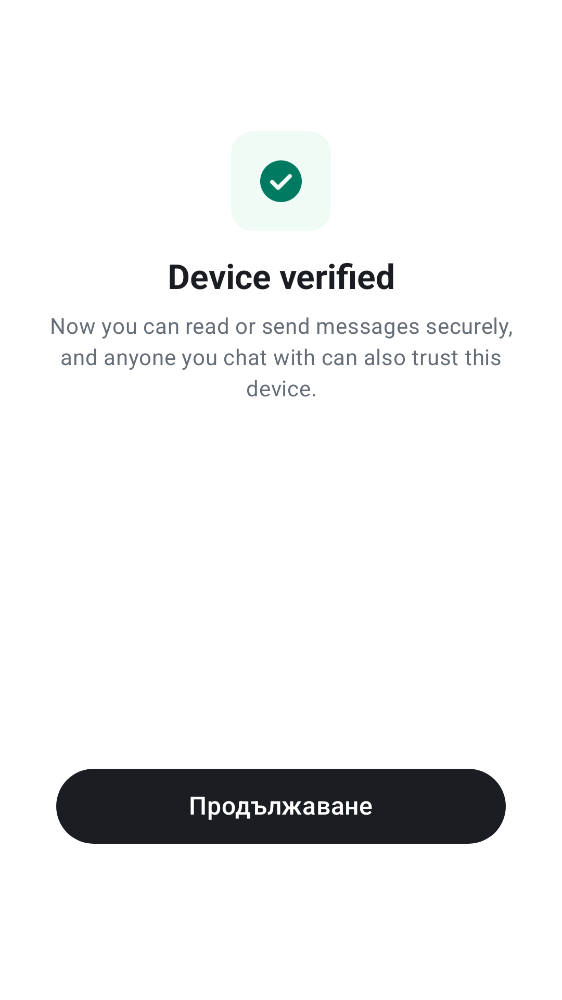 Device verified
Now you can read or send messages securely,
and anyone you chat with can also trust this
device.
Продължаване